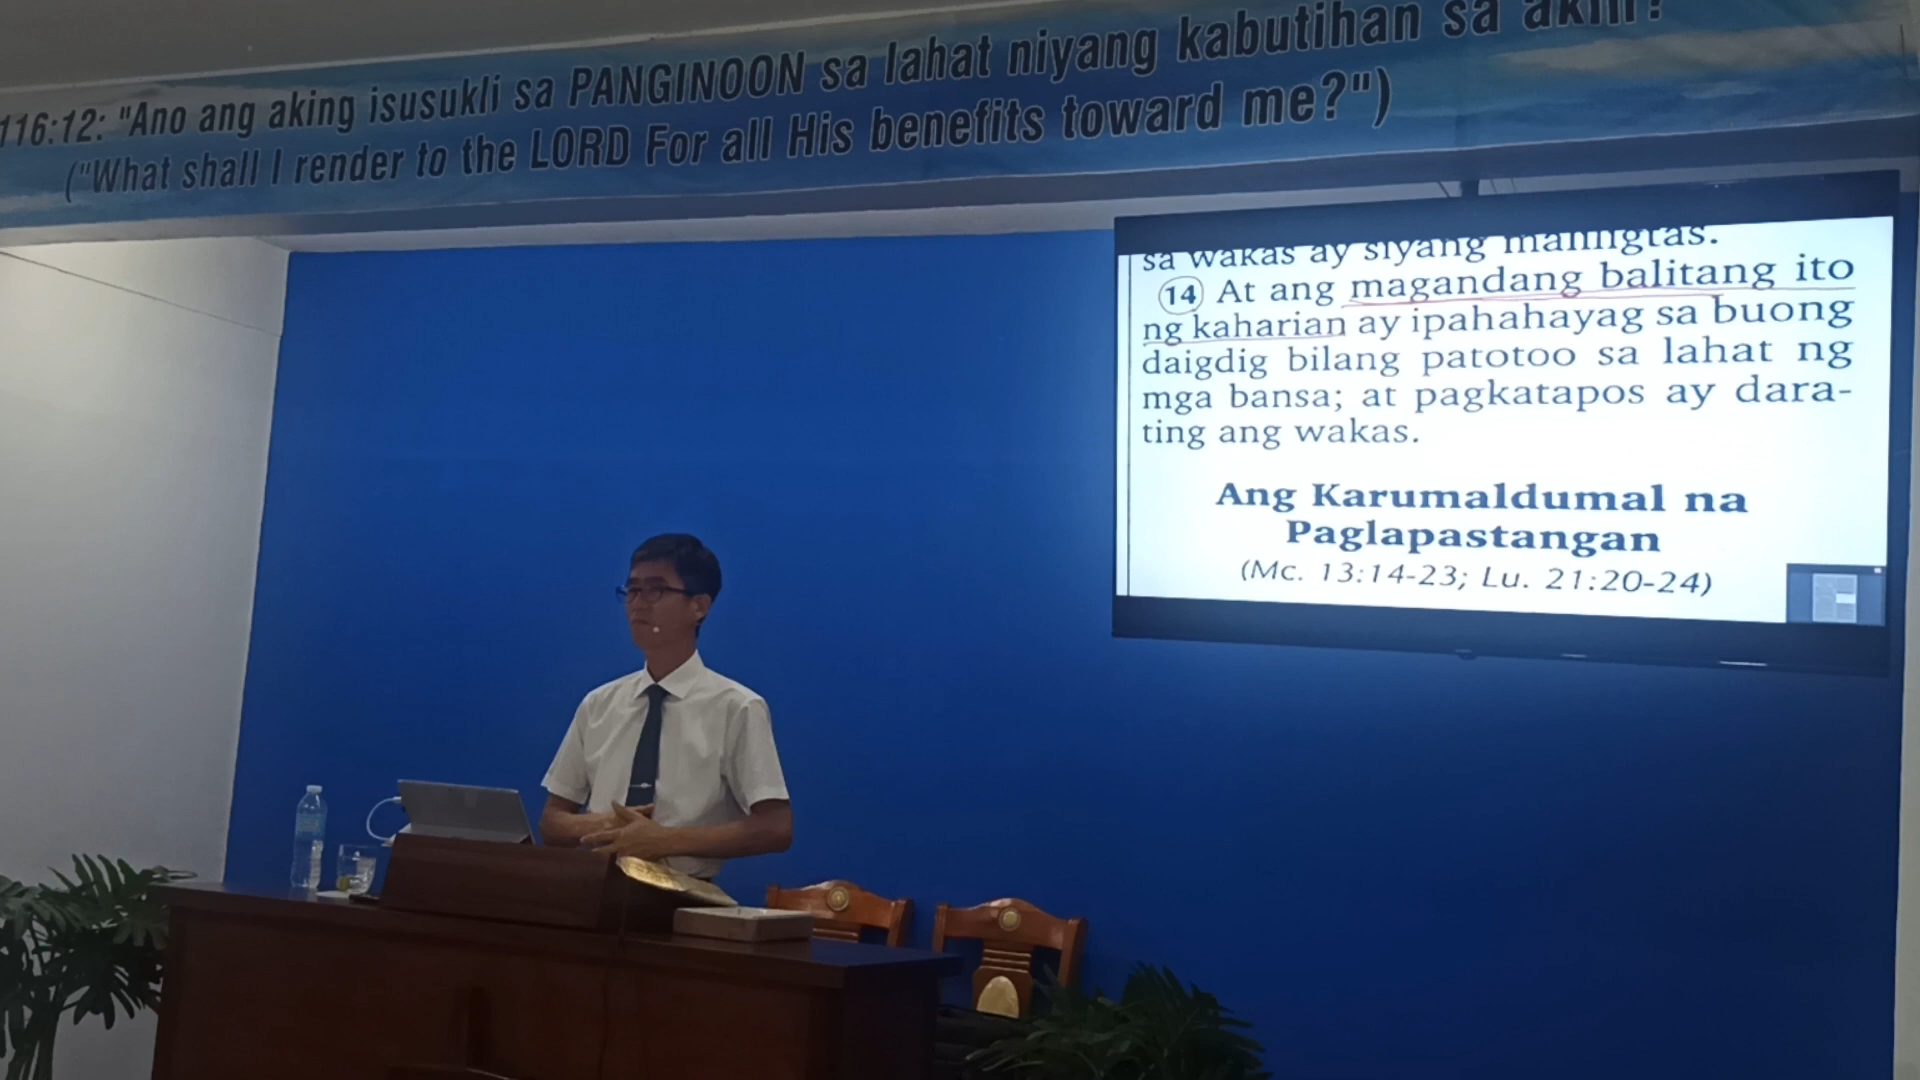 116:12: "Ano ang aking isusukli sa PANGINOON sa lahat niyang kabutihan sa akin?
("What shall I render to the LORD For all His benefits toward me?")
sa wakas ay siyang maliligtas.
14 At ang magandang balitang ito
ng kaharian ay ipahahayag sa buong
daigdig bilang patotoo sa lahat ng
mga bansa; at pagkatapos ay dara-
ting ang wakas.
Ang Karumaldumal na
Paglapastangan
(Mc. 13:14-23; Lu. 21:20-24)